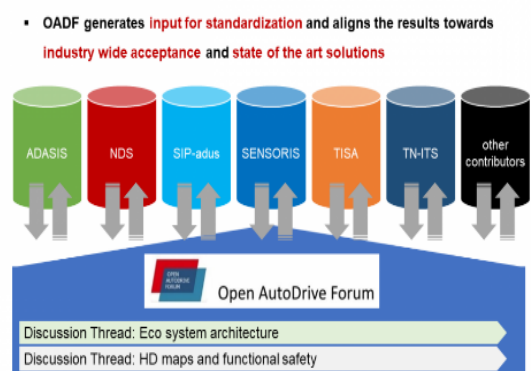 ▪ OADF generates input for standardization and aligns the results towards
industry wide acceptance and state of the art solutions
ADASIS
NDS
SIP-adus
SENSORIS
TISA
TN-ITS
other
contributors
OPEN
AUTODRIVE
FORUM
Open AutoDrive Forum
Discussion Thread: Eco system architecture
Discussion Thread: HD maps and functional safety